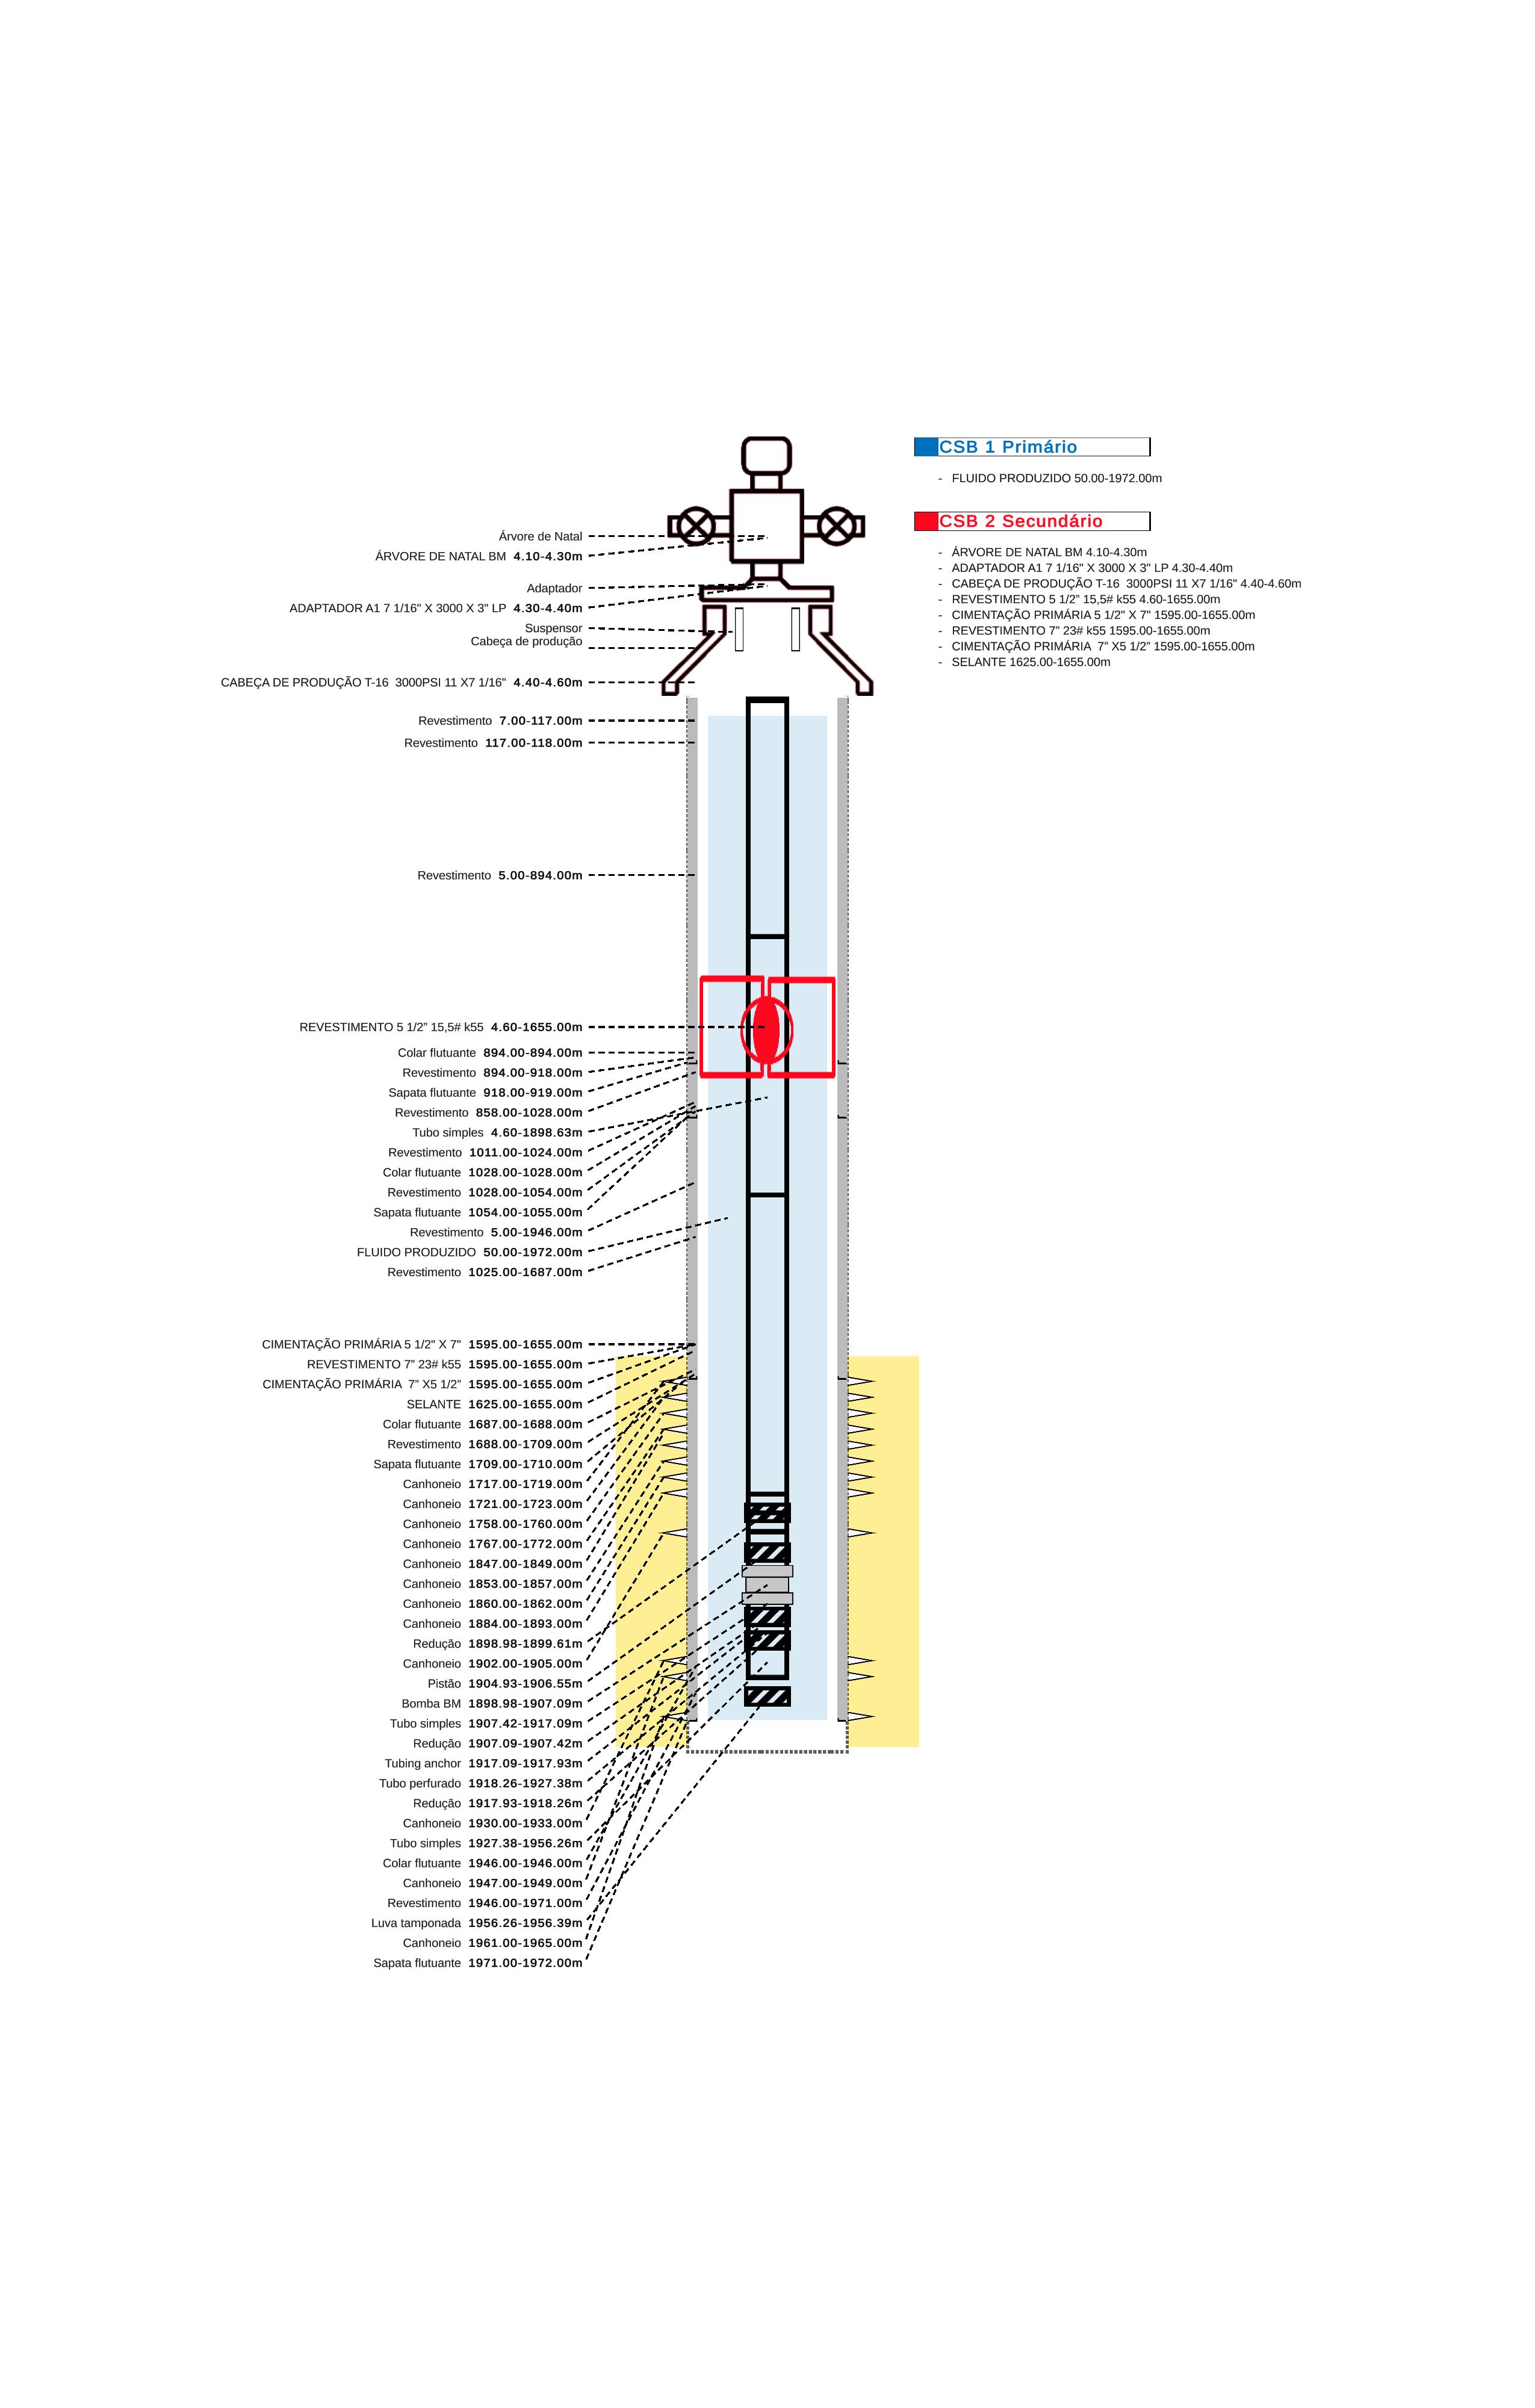 CSB 1 Primário
- FLUIDO PRODUZIDO 50.00-1972.00m
CSB 2 Secundário
- ÁRVORE DE NATAL BM 4.10-4.30m
- ADAPTADOR A1 7 1/16" X 3000 X 3" LP 4.30-4.40m
- CABEÇA DE PRODUÇÃO T-16  3000PSI 11 X7 1/16" 4.40-4.60m
- REVESTIMENTO 5 1/2” 15,5# k55 4.60-1655.00m
- CIMENTAÇÃO PRIMÁRIA 5 1/2" X 7" 1595.00-1655.00m
- REVESTIMENTO 7” 23# k55 1595.00-1655.00m
- CIMENTAÇÃO PRIMÁRIA  7” X5 1/2” 1595.00-1655.00m
- SELANTE 1625.00-1655.00m
Árvore de Natal
ÁRVORE DE NATAL BM  4.10-4.30m
Adaptador
ADAPTADOR A1 7 1/16" X 3000 X 3" LP  4.30-4.40m
Suspensor
Cabeça de produção
CABEÇA DE PRODUÇÃO T-16  3000PSI 11 X7 1/16"  4.40-4.60m
Revestimento  7.00-117.00m
Revestimento  117.00-118.00m
Revestimento  5.00-894.00m
REVESTIMENTO 5 1/2” 15,5# k55  4.60-1655.00m
Colar flutuante  894.00-894.00m
Revestimento  894.00-918.00m
Sapata flutuante  918.00-919.00m
Revestimento  858.00-1028.00m
Tubo simples  4.60-1898.63m
Revestimento  1011.00-1024.00m
Colar flutuante  1028.00-1028.00m
Revestimento  1028.00-1054.00m
Sapata flutuante  1054.00-1055.00m
Revestimento  5.00-1946.00m
FLUIDO PRODUZIDO  50.00-1972.00m
Revestimento  1025.00-1687.00m
CIMENTAÇÃO PRIMÁRIA 5 1/2" X 7"  1595.00-1655.00m
REVESTIMENTO 7” 23# k55  1595.00-1655.00m
CIMENTAÇÃO PRIMÁRIA  7” X5 1/2”  1595.00-1655.00m
SELANTE  1625.00-1655.00m
Colar flutuante  1687.00-1688.00m
Revestimento  1688.00-1709.00m
Sapata flutuante  1709.00-1710.00m
Canhoneio  1717.00-1719.00m
Canhoneio  1721.00-1723.00m
Canhoneio  1758.00-1760.00m
Canhoneio  1767.00-1772.00m
Canhoneio  1847.00-1849.00m
Canhoneio  1853.00-1857.00m
Canhoneio  1860.00-1862.00m
Canhoneio  1884.00-1893.00m
Redução  1898.98-1899.61m
Canhoneio  1902.00-1905.00m
Pistão  1904.93-1906.55m
Bomba BM  1898.98-1907.09m
Tubo simples  1907.42-1917.09m
Redução  1907.09-1907.42m
Tubing anchor  1917.09-1917.93m
Tubo perfurado  1918.26-1927.38m
Redução  1917.93-1918.26m
Canhoneio  1930.00-1933.00m
Tubo simples  1927.38-1956.26m
Colar flutuante  1946.00-1946.00m
Canhoneio  1947.00-1949.00m
Revestimento  1946.00-1971.00m
Luva tamponada  1956.26-1956.39m
Canhoneio  1961.00-1965.00m
Sapata flutuante  1971.00-1972.00m